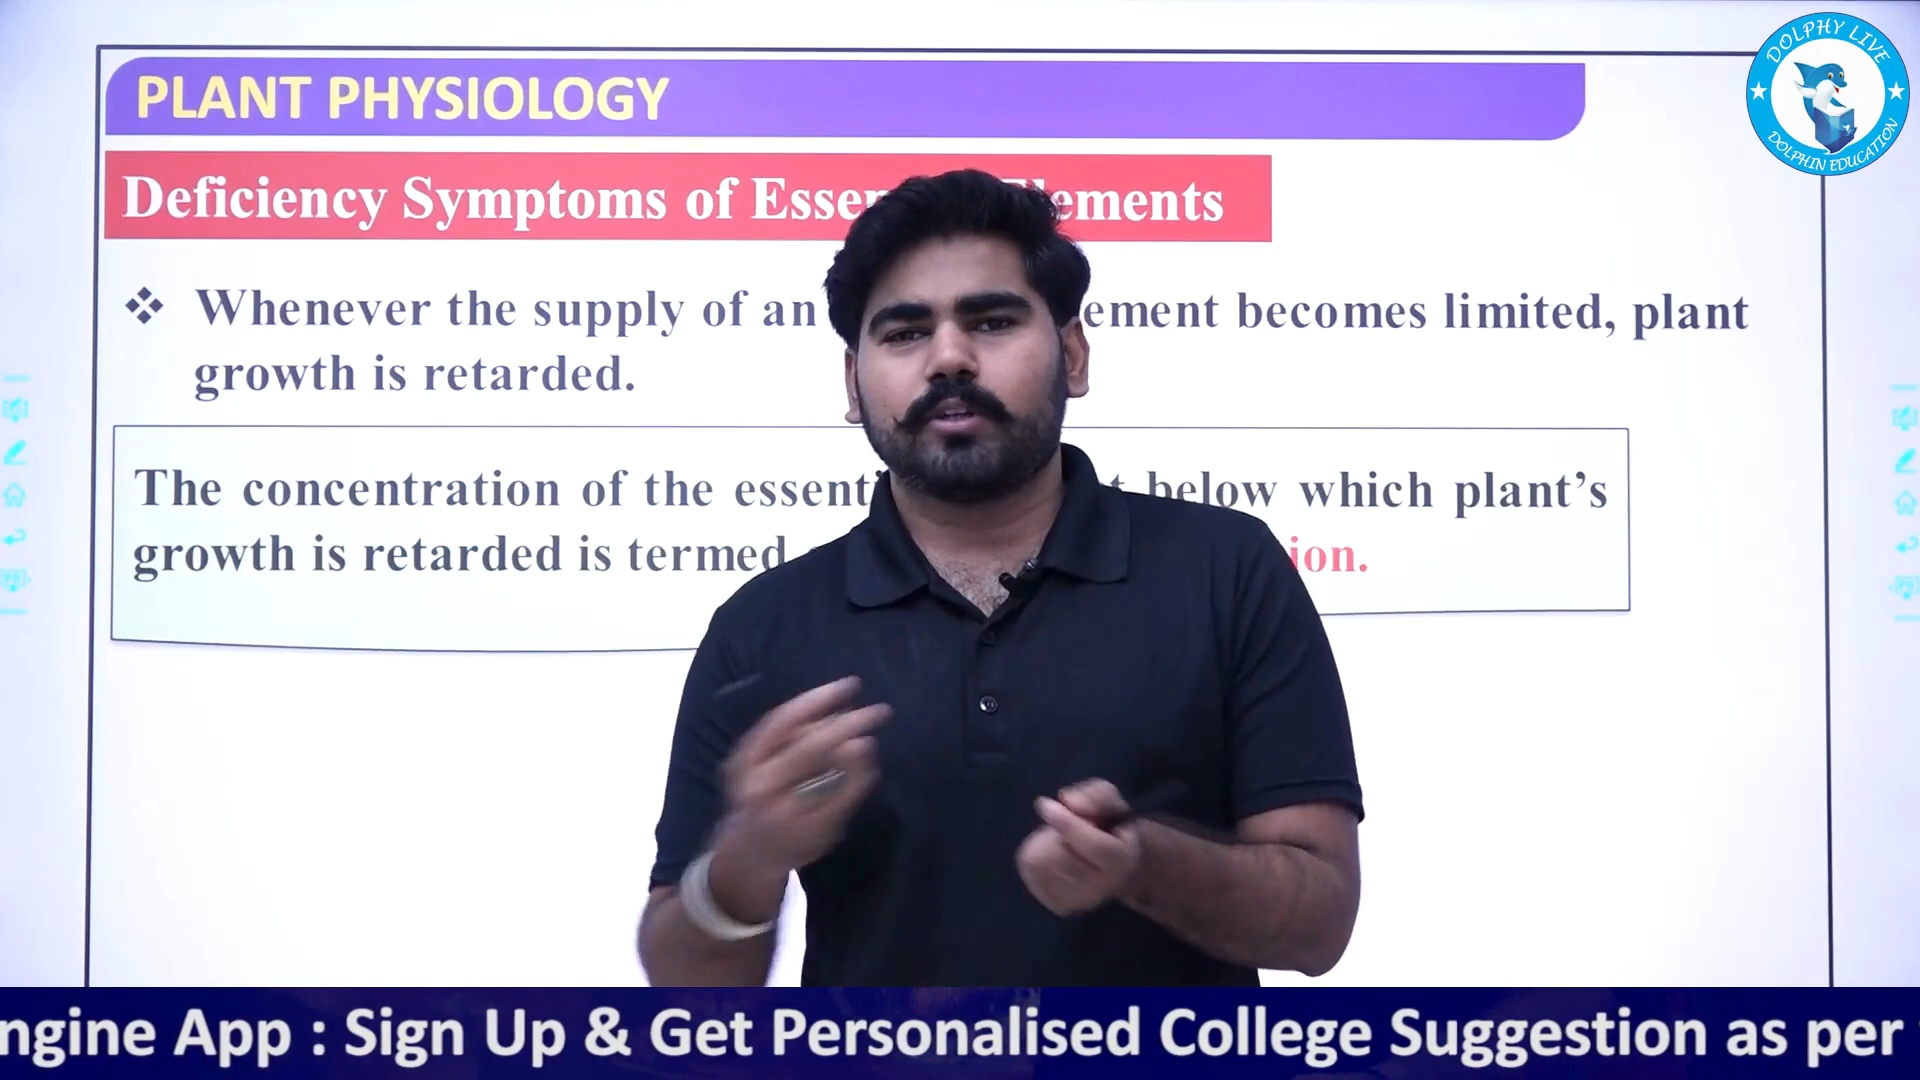 DOLPHY LIVE
DOLPHIN EDUCATION
PLANT PHYSIOLOGY
Deficiency Symptoms of Esse ements
Whenever the supply of an ement becomes limited, plant
growth is retarded.
The concentration of the essenti t below which plant’s
growth is retarded is termed ion.
ngine App : Sign Up & Get Personalised College Suggestion as per